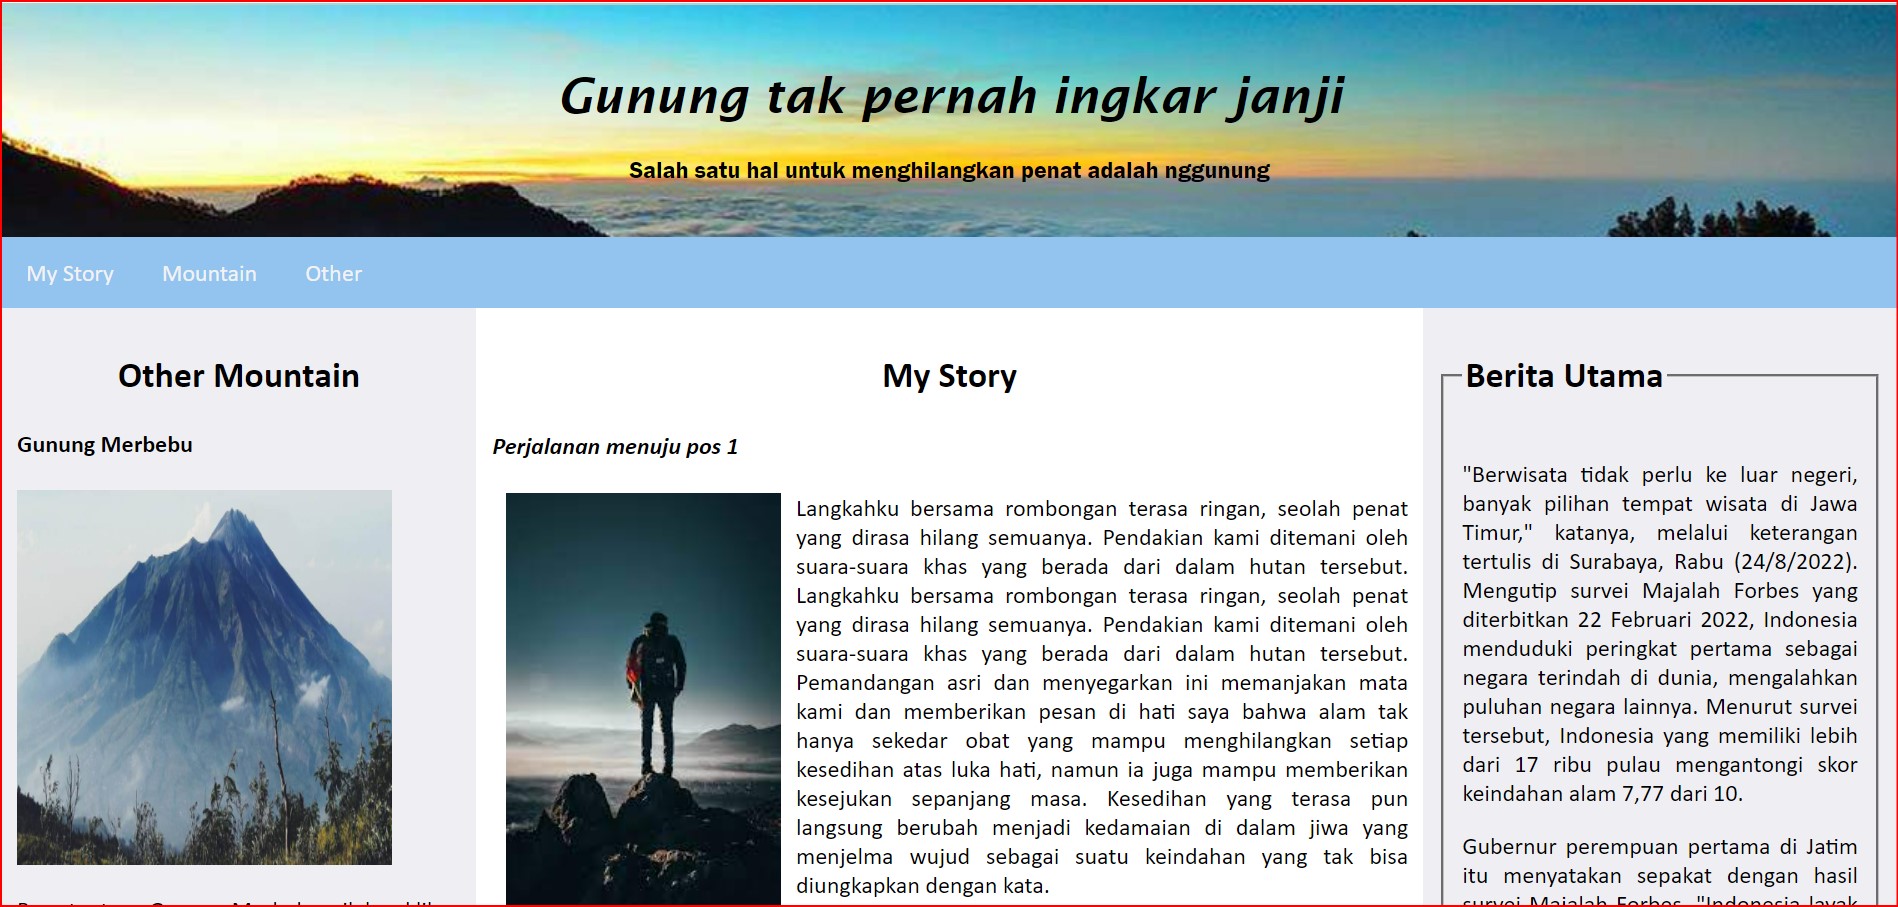 Gunung tak pernah ingkar janji
Salah satu hal untuk menghilangkan penat adalah nggunung
My Story
Mountain
Other
Other Mountain
Gunung Merbebu
My Story
Perjalanan menuju pos 1
Langkahku bersama rombongan terasa ringan, seolah penat
yang dirasa hilang semuanya. Pendakian kami ditemani oleh
suara-suara khas yang berada dari dalam hutan tersebut.
Langkahku bersama rombongan terasa ringan, seolah penat
yang dirasa hilang semuanya. Pendakian kami ditemani oleh
suara-suara khas yang berada dari dalam hutan tersebut.
Pemandangan asri dan menyegarkan ini memanjakan mata
kami dan memberikan pesan di hati saya bahwa alam tak
hanya sekedar obat yang mampu menghilangkan setiap
kesedihan atas luka hati, namun ia juga mampu memberikan
kesejukan sepanjang masa. Kesedihan yang terasa pun
langsung berubah menjadi kedamaian di dalam jiwa yang
menjelma wujud sebagai suatu keindahan yang tak bisa
diungkapkan dengan kata.
Berita Utama
"Berwisata tidak perlu ke luar negeri,
banyak pilihan tempat wisata di Jawa
Timur," katanya, melalui keterangan
tertulis di Surabaya, Rabu (24/8/2022).
Mengutip survei Majalah Forbes yang
diterbitkan 22 Februari 2022, Indonesia
menduduki peringkat pertama sebagai
negara terindah di dunia, mengalahkan
puluhan negara lainnya. Menurut survei
tersebut, Indonesia yang memiliki lebih
dari 17 ribu pulau mengantongi skor
keindahan alam 7,77 dari 10.
Gubernur perempuan pertama di Jatim
itu menyatakan sepakat dengan hasil
survei Majalah Forbes. "Indonesia layak